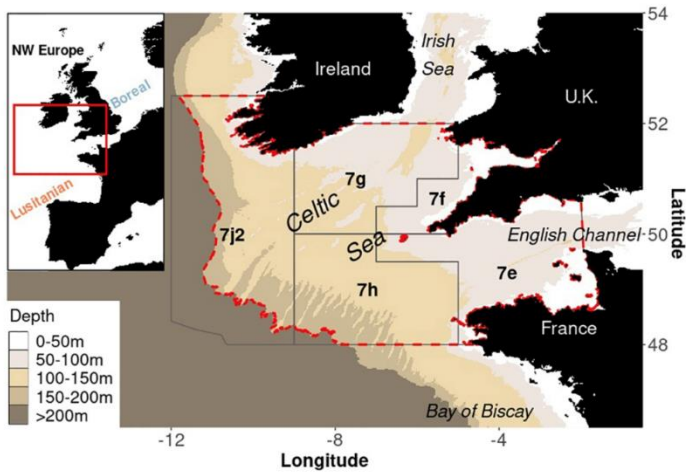 NW Europe
Boreal
Lusitanian
Ireland
Irish
Sea
U.K.
7g
7f
Celtic
Sea
7j2
7h
7e
English Channel
France
Bay of Biscay
Depth
0-50m
50-100m
100-150m
150-200m
>200m
54
52
50
48
Latitude
-12
-8
-4
Longitude